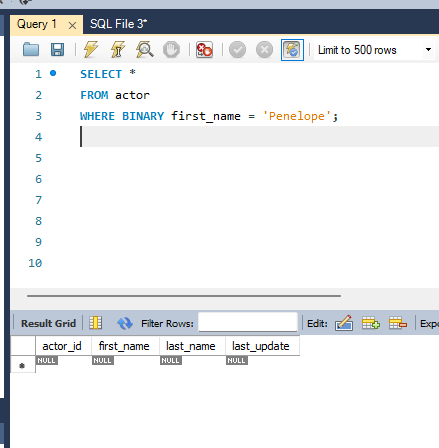 Query 1 × SQL File 3*
Limit to 500 rows
1 SELECT *
2 FROM actor
3 WHERE BINARY first_name = 'Penelope';
4
5
6
7
8
9
10
Result Grid Filter Rows: Edit: Expo
actor_id first_name last_name last_update
* NULL NULL NULL NULL